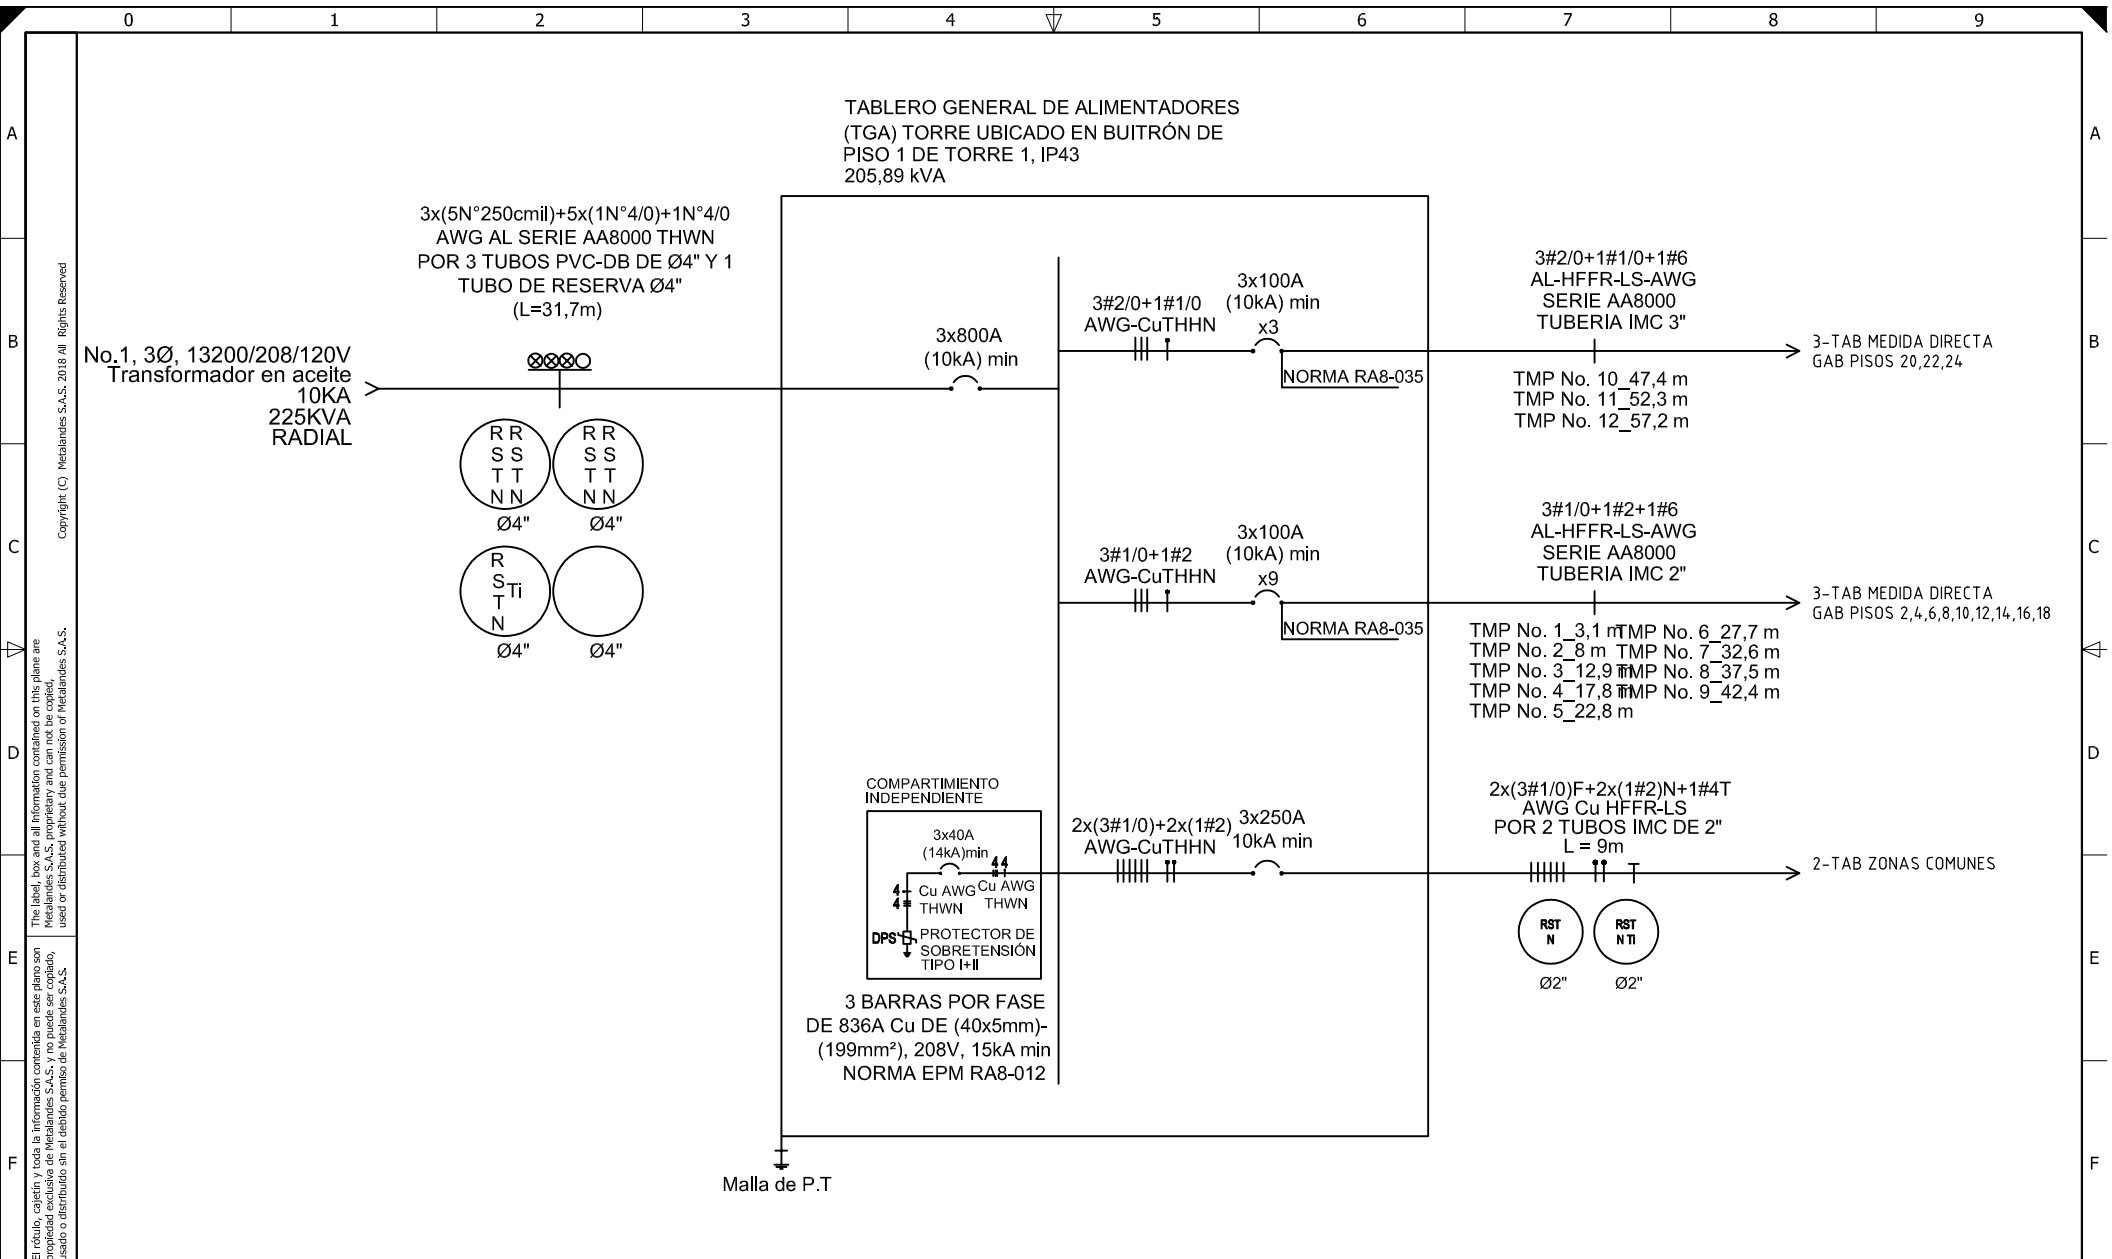 0 1 2 3 4 5 6 7 8 9
A
B
C
D
E
F
A
B
C
D
E
F
Copyright (C) Metalandes S.A.S. 2018 All Rights Reserved
The label, box and all information contained on this plane are
Metalandes S.A.S. proprietary and can not be copied,
used or distributed without due permission of Metalandes S.A.S.
El rótulo, cajetín y toda la información contenida en este plano son
propiedad exclusiva de Metalandes S.A.S. y no puede ser copiado,
usado o distribuido sin el debido permiso de Metalandes S.A.S.
TABLERO GENERAL DE ALIMENTADORES
(TGA) TORRE UBICADO EN BUITRÓN DE
PISO 1 DE TORRE 1, IP43
205,89 kVA
3x(5N°250cmil)+5x(1N°4/0)+1N°4/0
AWG AL SERIE AA8000 THWN
POR 3 TUBOS PVC-DB DE Ø4" Y 1
TUBO DE RESERVA Ø4"
(L=31,7m)
No.1, 3Ø, 13200/208/120V
Transformador en aceite
10KA
225KVA
RADIAL
R R
S S
T T
N N
Ø4"
R R
S S
T T
N N
Ø4"
R
S Ti
T
N
Ø4"
Ø4"
3x800A
(10kA) min
3#2/0+1#1/0
AWG-CuTHHN
3x100A
(10kA) min
x3
NORMA RA8-035
3#2/0+1#1/0+1#6
AL-HFFR-LS-AWG
SERIE AA8000
TUBERIA IMC 3"
TMP No. 10_47,4 m
TMP No. 11_52,3 m
TMP No. 12_57,2 m
3-TAB MEDIDA DIRECTA
GAB PISOS 20,22,24
3#1/0+1#2
AWG-CuTHHN
3x100A
(10kA) min
x9
NORMA RA8-035
3#1/0+1#2+1#6
AL-HFFR-LS-AWG
SERIE AA8000
TUBERIA IMC 2"
TMP No. 1_3,1 m
TMP No. 2_8 m
TMP No. 3_12,9 m
TMP No. 4_17,8 m
TMP No. 5_22,8 m
TMP No. 6_27,7 m
TMP No. 7_32,6 m
TMP No. 8_37,5 m
TMP No. 9_42,4 m
3-TAB MEDIDA DIRECTA
GAB PISOS 2,4,6,8,10,12,14,16,18
COMPARTIMIENTO
INDEPENDIENTE
3x40A
(14kA)min
4 4
Cu AWG
THWN
4
4
Cu AWG
THWN
DPS
PROTECTOR DE
SOBRETENSIÓN
TIPO I+II
2x(3#1/0)+2x(1#2)
AWG-CuTHHN
3x250A
10kA min
2x(3#1/0)F+2x(1#2)N+1#4T
AWG Cu HFFR-LS
POR 2 TUBOS IMC DE 2"
L = 9m
T
2-TAB ZONAS COMUNES
RST
N
Ø2"
RST
N TI
Ø2"
3 BARRAS POR FASE
DE 836A Cu DE (40x5mm)-
(199mm²), 208V, 15kA min
NORMA EPM RA8-012
Malla de P.T